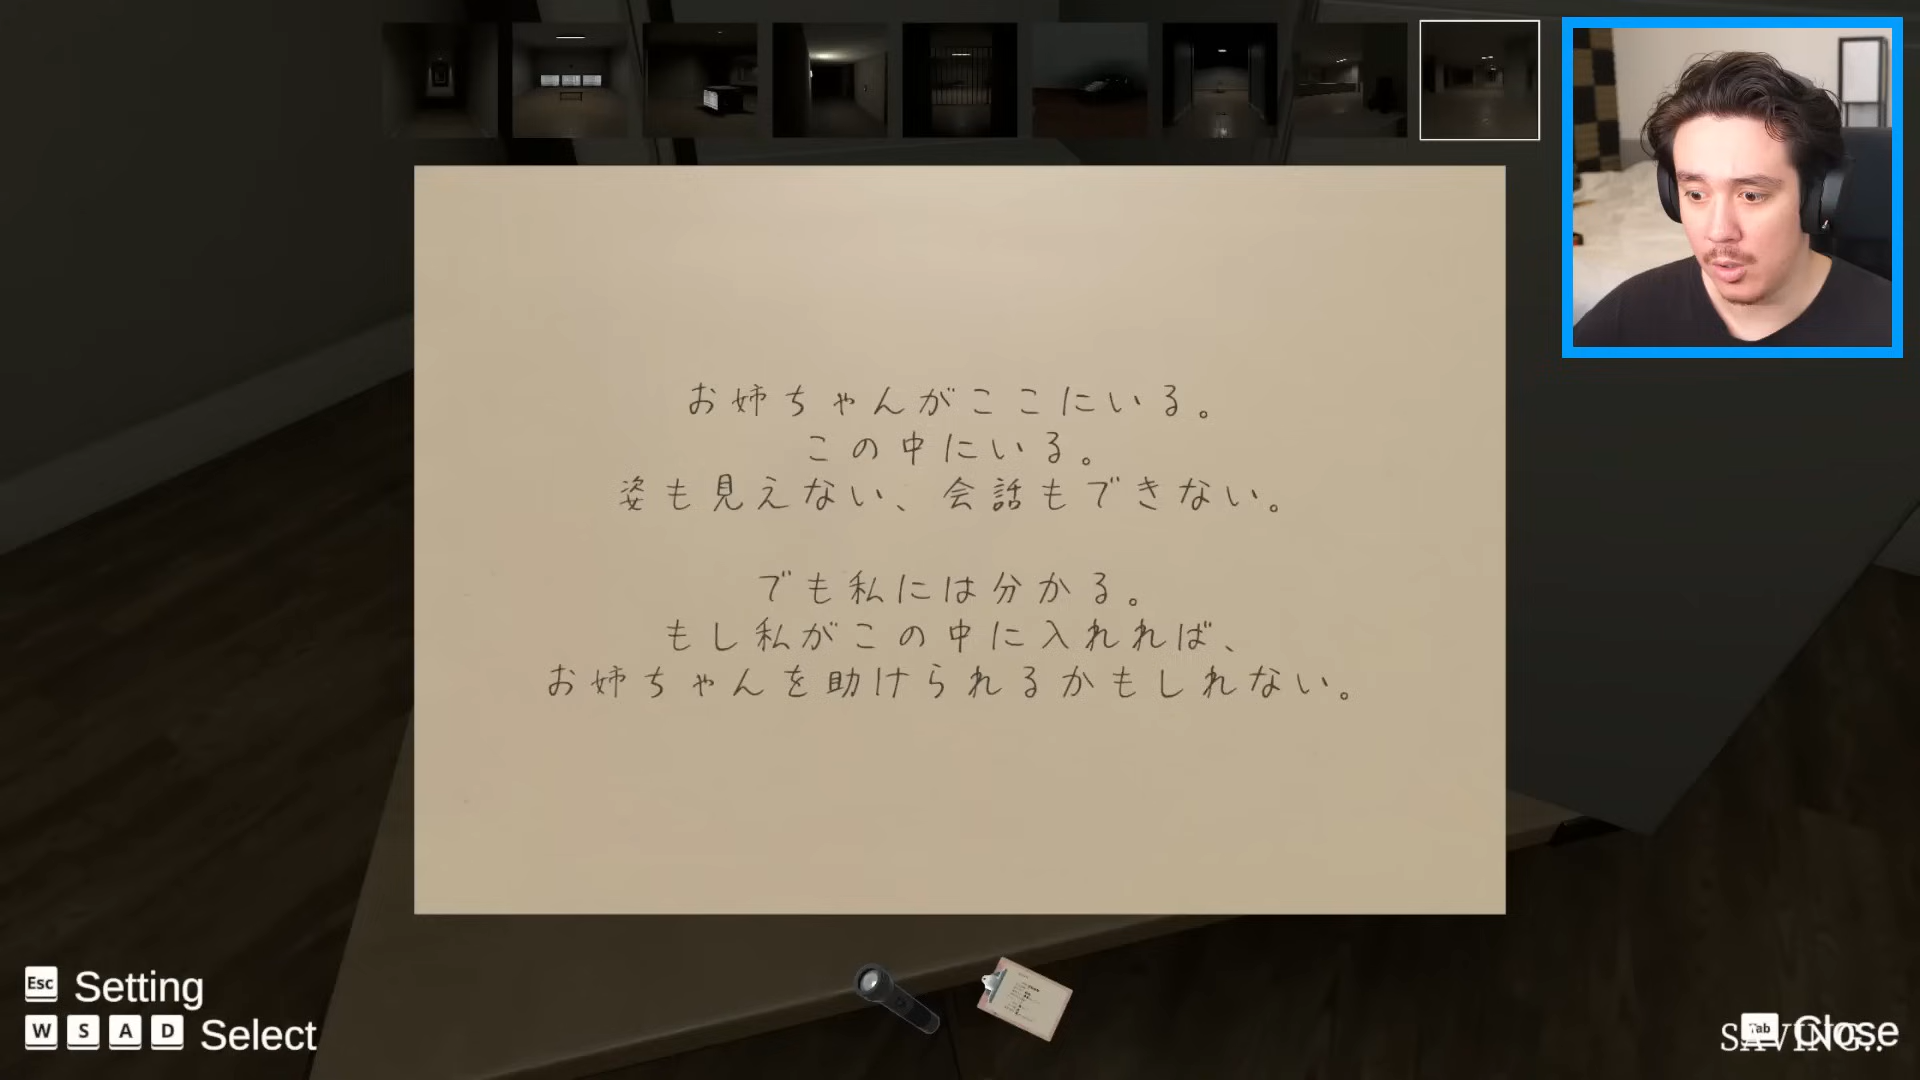 お姉ちゃんがここにいる。
この中にいる。
姿も見えない、会話もできない。
でも私には分かる。
もし私がこの中に入れれば、
お姉ちゃんを助けられるかもしれない。
Esc Setting
W S A D Select
Tab Close
SAVING..